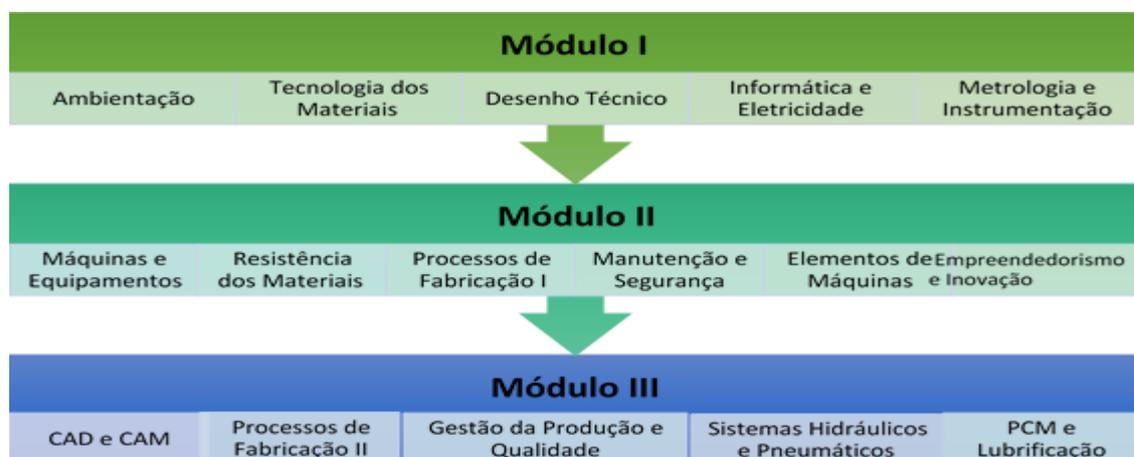 Módulo I
Ambientação
Tecnologia dos
Materiais
Desenho Técnico
Informática e
Eletricidade
Metrologia e
Instrumentação
Módulo II
Máquinas e
Equipamentos
Resistência
dos Materiais
Processos de
Fabricação I
Manutenção e
Segurança
Elementos de
Máquinas
Empreendedorismo
e Inovação
Módulo III
CAD e CAM
Processos de
Fabricação II
Gestão da Produção e
Qualidade
Sistemas Hidráulicos
e Pneumáticos
PCM e
Lubrificação